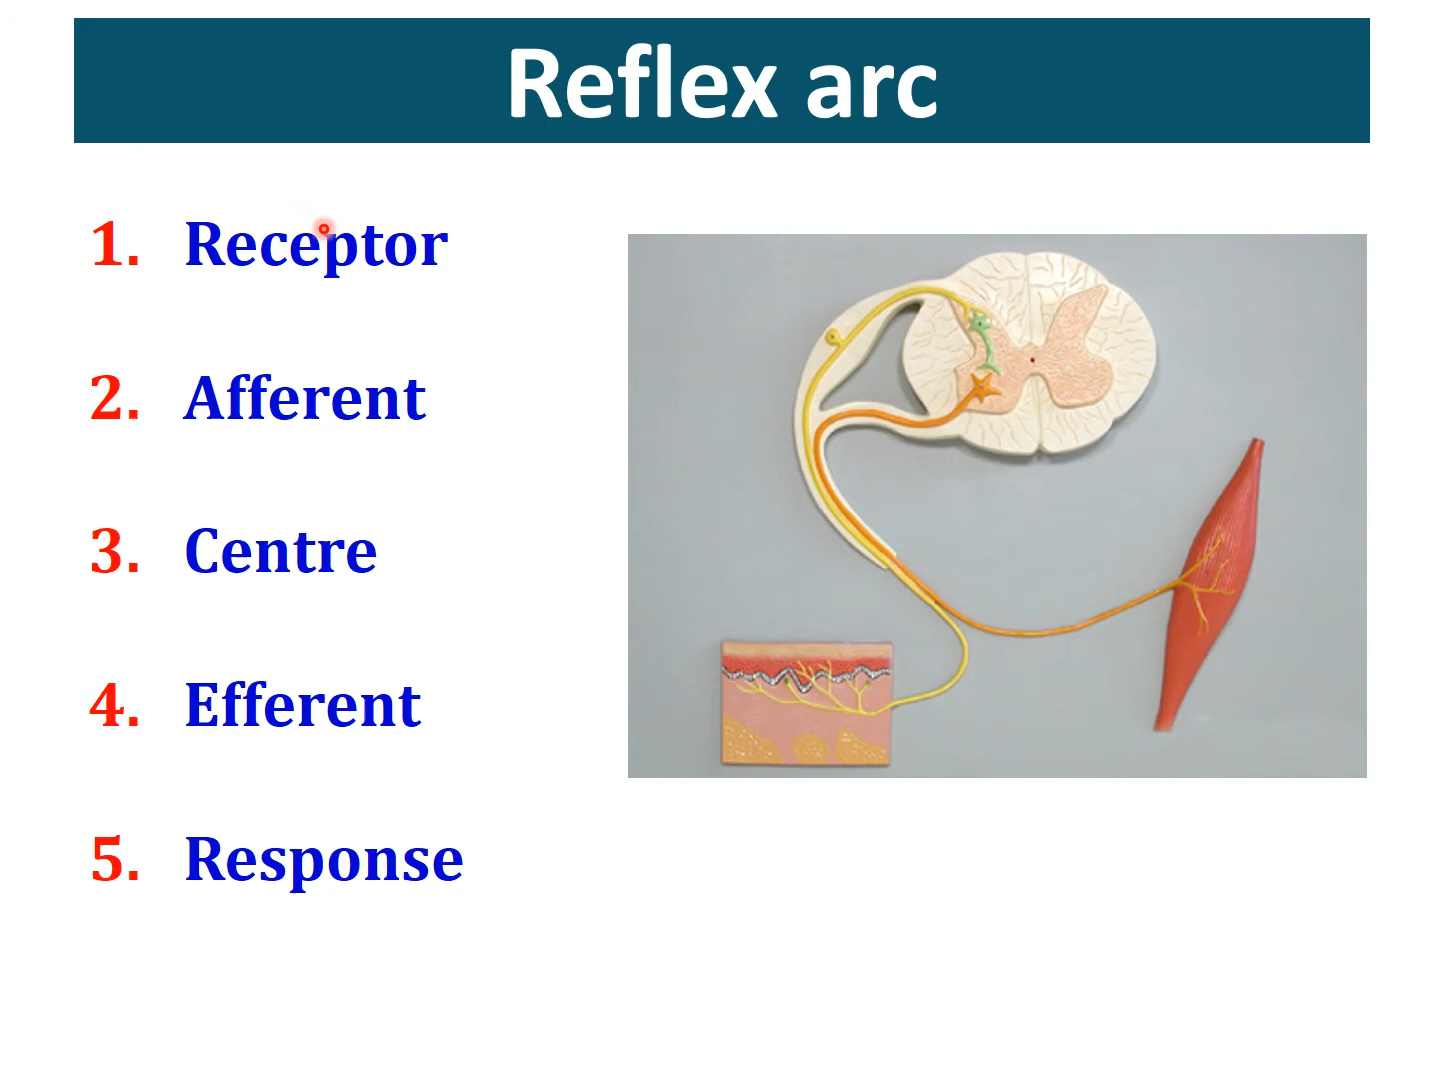 Reflex arc
1. Receptor
2. Afferent
3. Centre
4. Efferent
5. Response